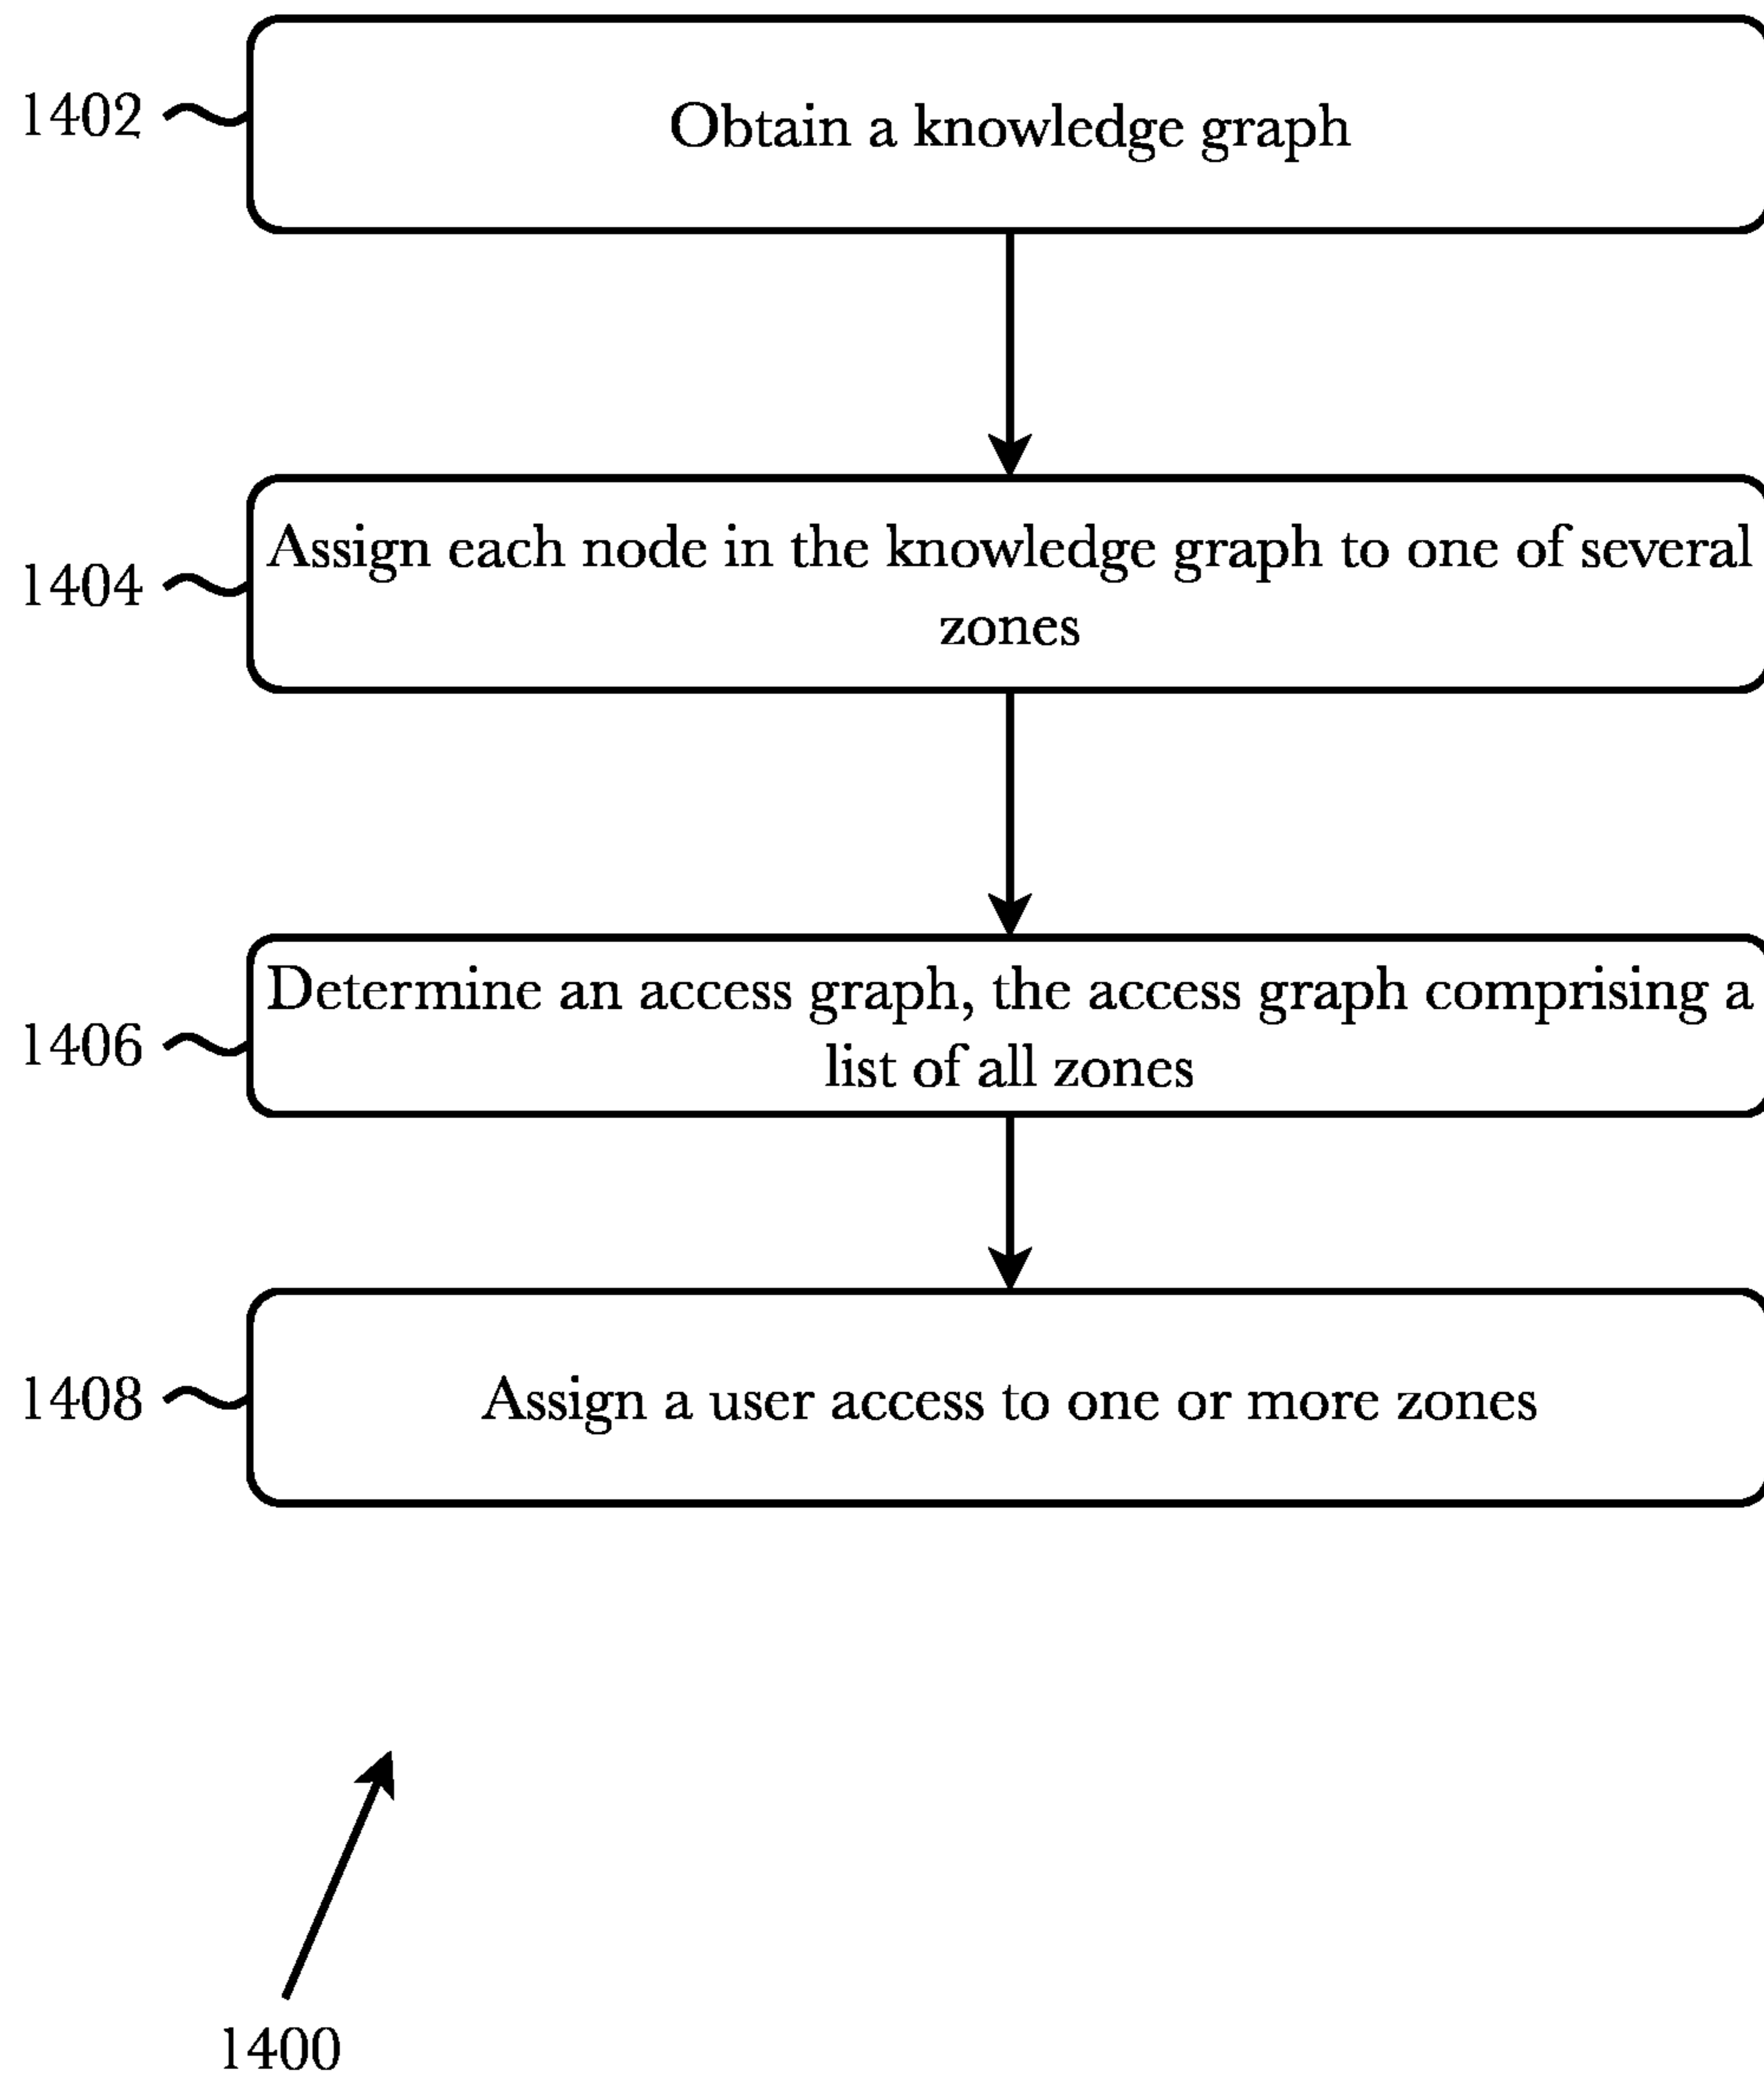 1402
Obtain a knowledge graph
1404
Assign each node in the knowledge graph to one of several
zones
1406
Determine an access graph, the access graph comprising a
list of all zones
1408
Assign a user access to one or more zones
1400